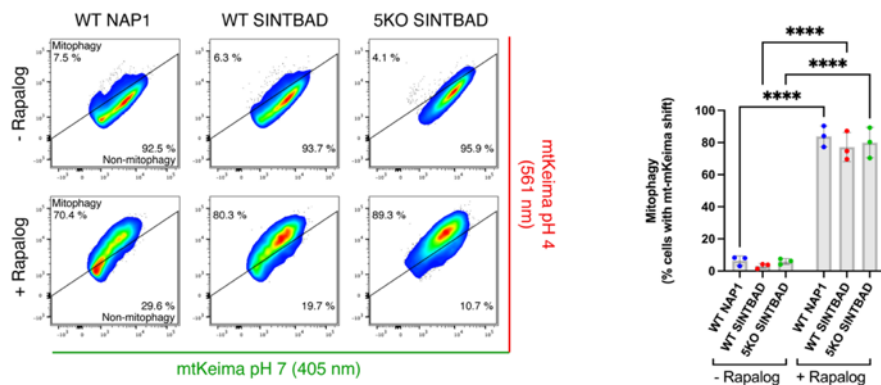 WT NAP1 WT SINTBAD 5KO SINTBAD
- Rapalog
Mitophagy
7.5 % 6.3 % 4.1 %
92.5 % 93.7 % 95.9 %
Non-mitophagy
+ Rapalog
Mitophagy
70.4 % 80.3 % 89.3 %
29.6 % 19.7 % 10.7 %
Non-mitophagy
mtKeima pH 7 (405 nm)
mtKeima pH 4
(561 nm)
****
****
****
Mitophagy
(% cells with mt-mKeima shift)
100
80
60
40
20
0
WT NAP1
WT SINTBAD
5KO SINTBAD
WT NAP1
WT SINTBAD
5KO SINTBAD
- Rapalog + Rapalog